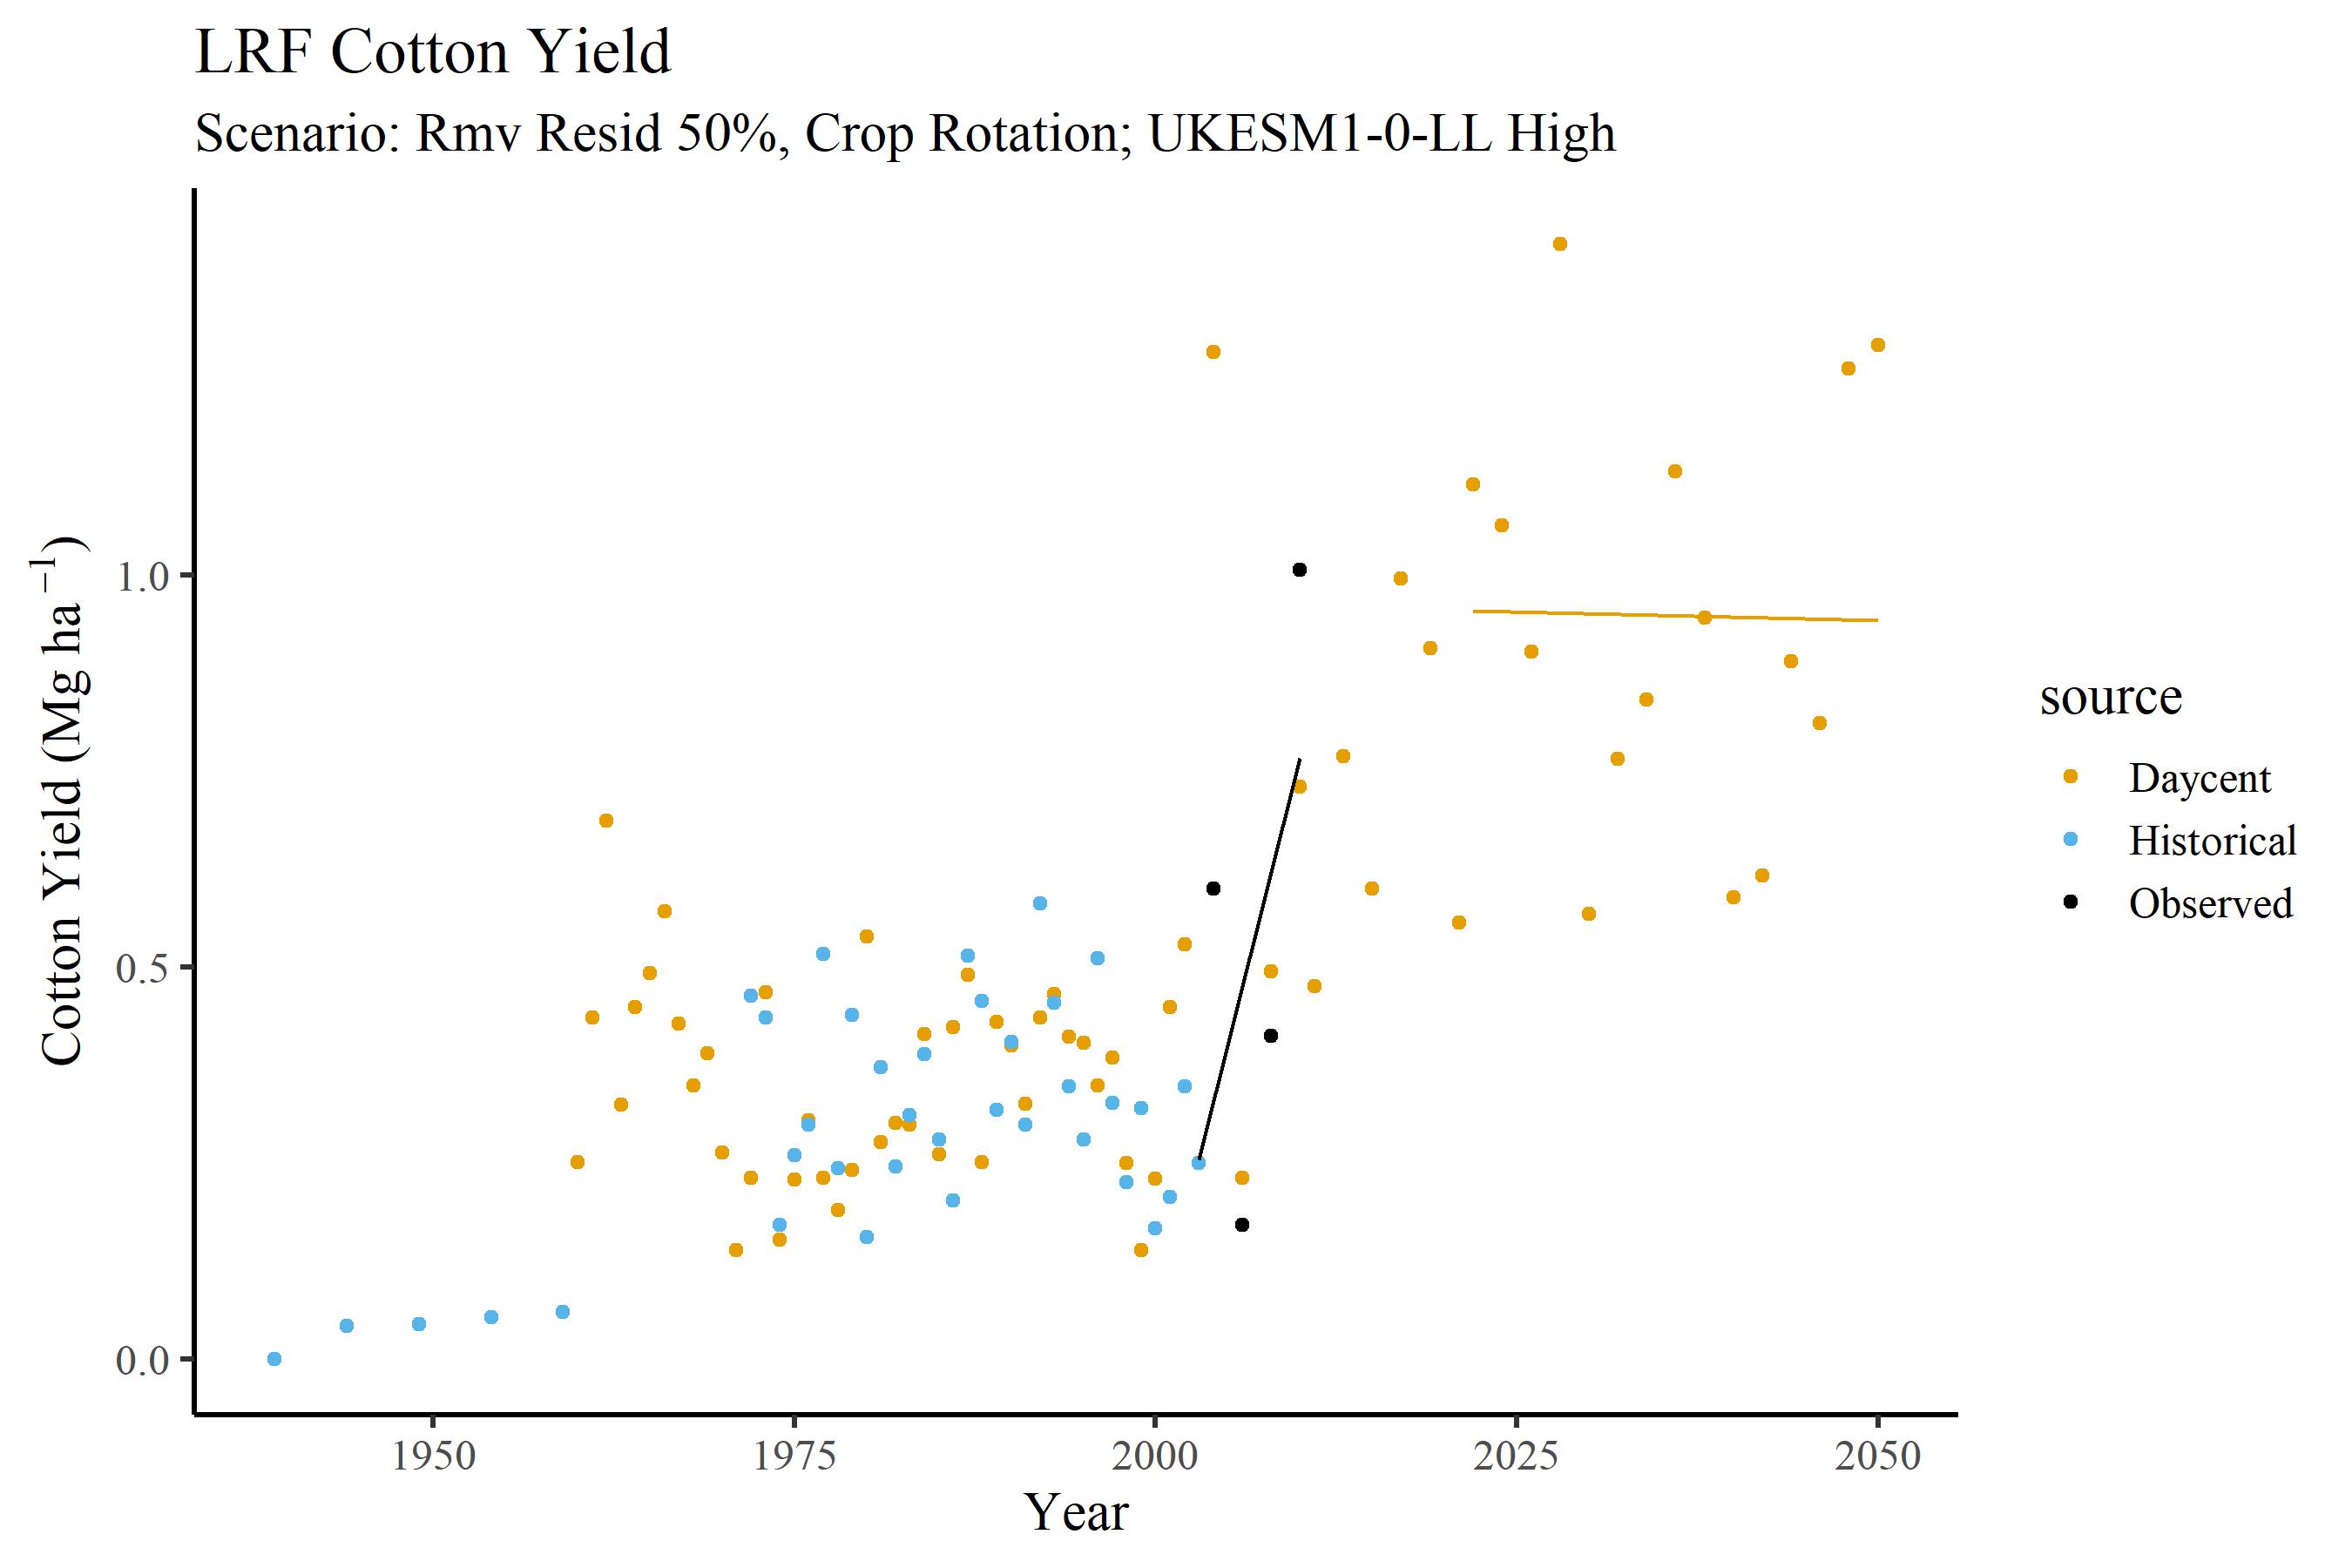 LRF Cotton Yield
Scenario: Rmv Resid 50%, Crop Rotation; UKESM1-0-LL High
Cotton Yield (Mg ha ⁻¹)
1.0
0.5
0.0
1950 1975 2000 2025 2050
Year
source
Daycent
Historical
Observed